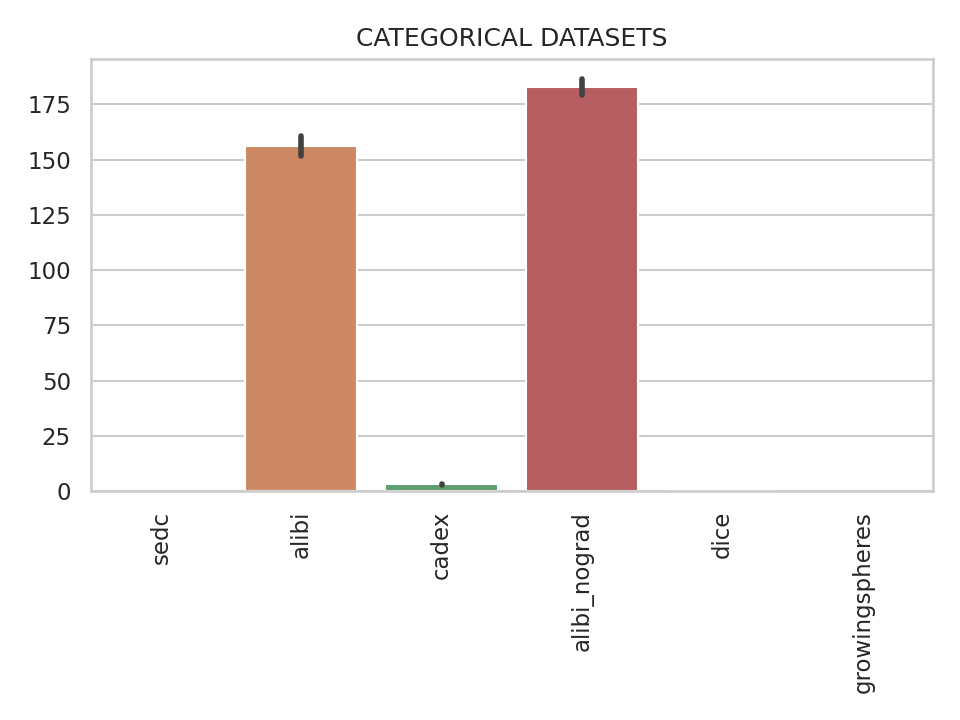 CATEGORICAL DATASETS
175
150
125
100
75
50
25
0
sedc
alibi
cadex
alibi_nograd
dice
growingspheres